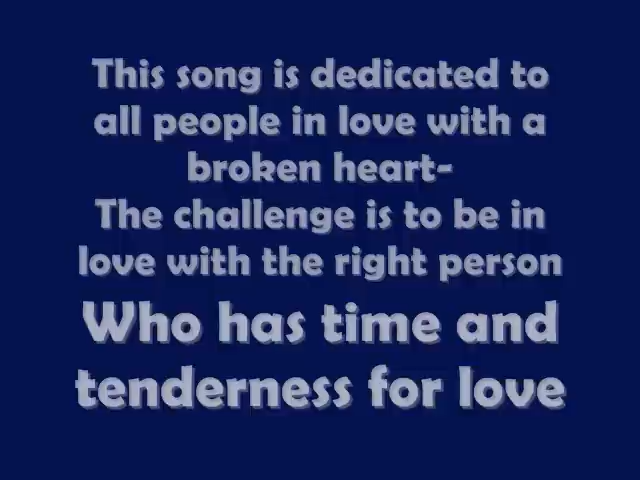 This song is dedicated to
all people in love with a
broken heart-
The challenge is to be in
love with the right person
Who has time and
tenderness for love